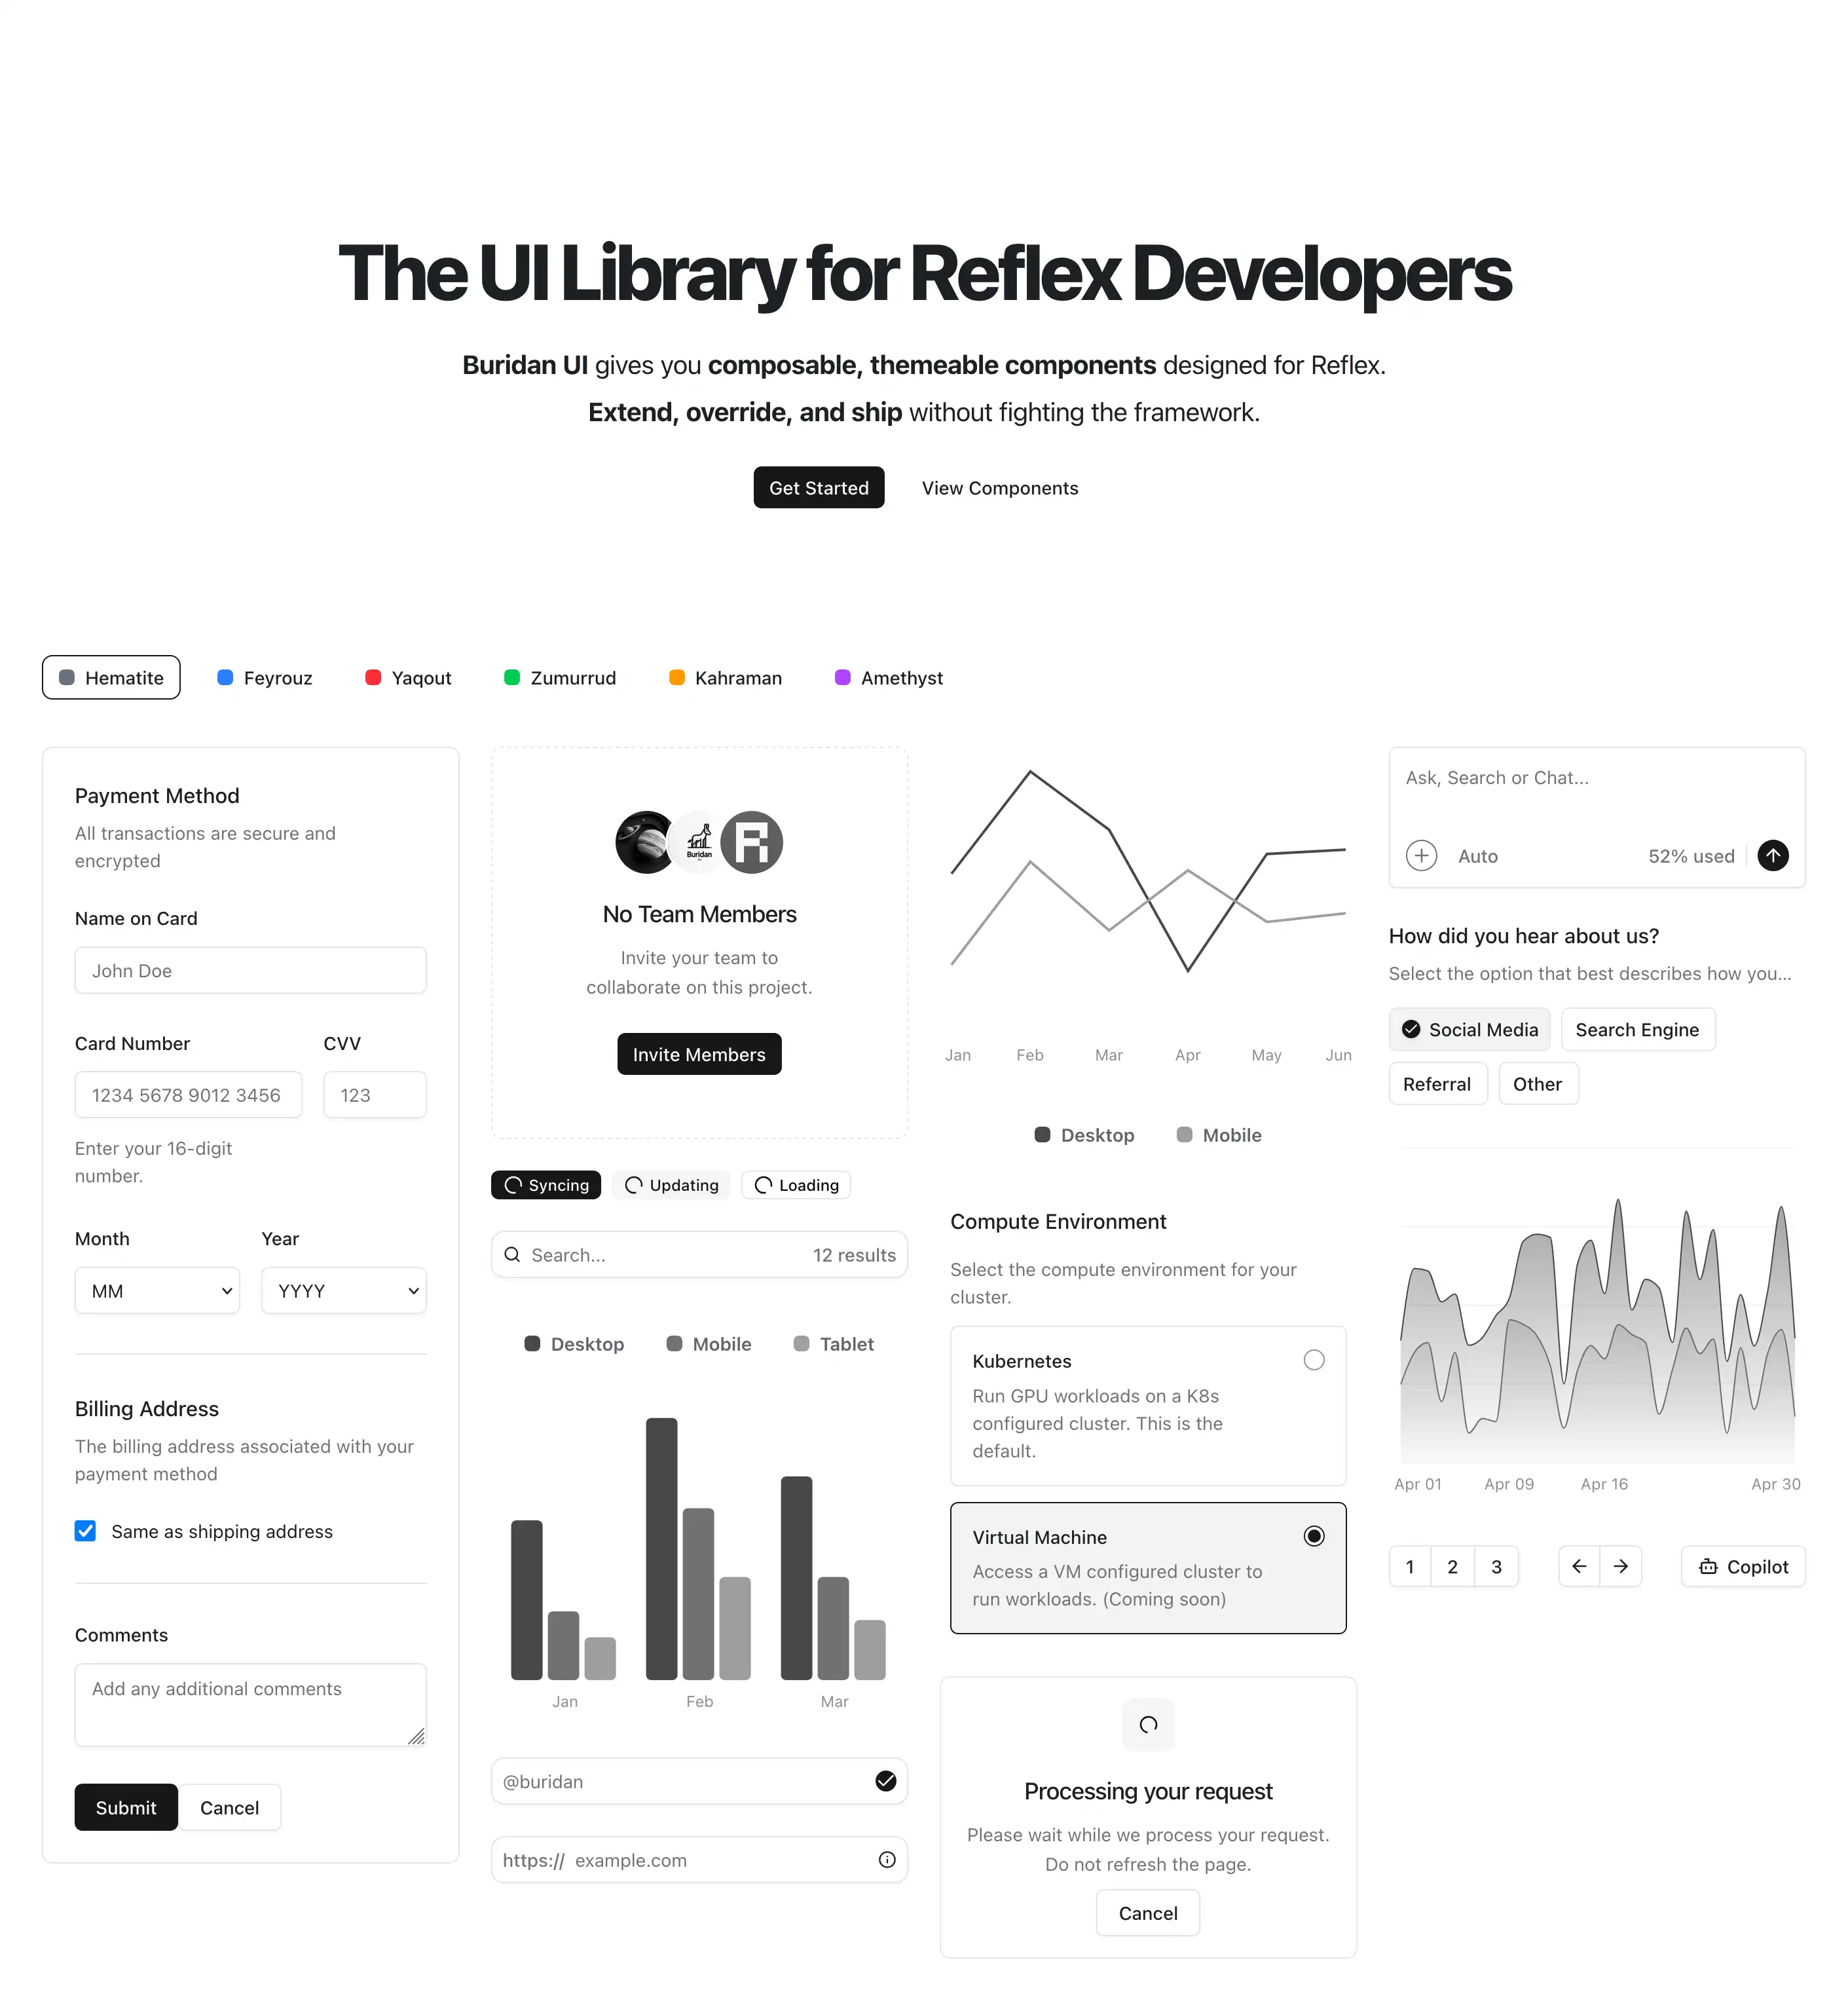 The UI Library for Reflex Developers
Buridan UI gives you composable, themeable components designed for Reflex.
Extend, override, and ship without fighting the framework.
Get Started
View Components
Hematite
Feyrouz
Yaqout
Zumurrud
Kahraman
Amethyst
Payment Method
All transactions are secure and
encrypted
Name on Card
John Doe
Card Number
CVV
1234 5678 9012 3456
123
Enter your 16-digit
number.
Month
Year
MM
YYYY
Billing Address
The billing address associated with your
payment method
Same as shipping address
Comments
Add any additional comments
Submit
Cancel
Buridan
UI
R
No Team Members
Invite your team to
collaborate on this project.
Invite Members
Syncing
Updating
Loading
Search...
12 results
Desktop
Mobile
Tablet
Jan
Feb
Mar
@buridan
https://
example.com
Jan
Feb
Mar
Apr
May
Jun
Desktop
Mobile
Compute Environment
Select the compute environment for your
cluster.
Kubernetes
Run GPU workloads on a K8s
configured cluster. This is the
default.
Virtual Machine
Access a VM configured cluster to
run workloads. (Coming soon)
Processing your request
Please wait while we process your request.
Do not refresh the page.
Cancel
Ask, Search or Chat...
Auto
52% used
How did you hear about us?
Select the option that best describes how you...
Social Media
Search Engine
Referral
Other
Apr 01
Apr 09
Apr 16
Apr 30
1
2
3
Copilot